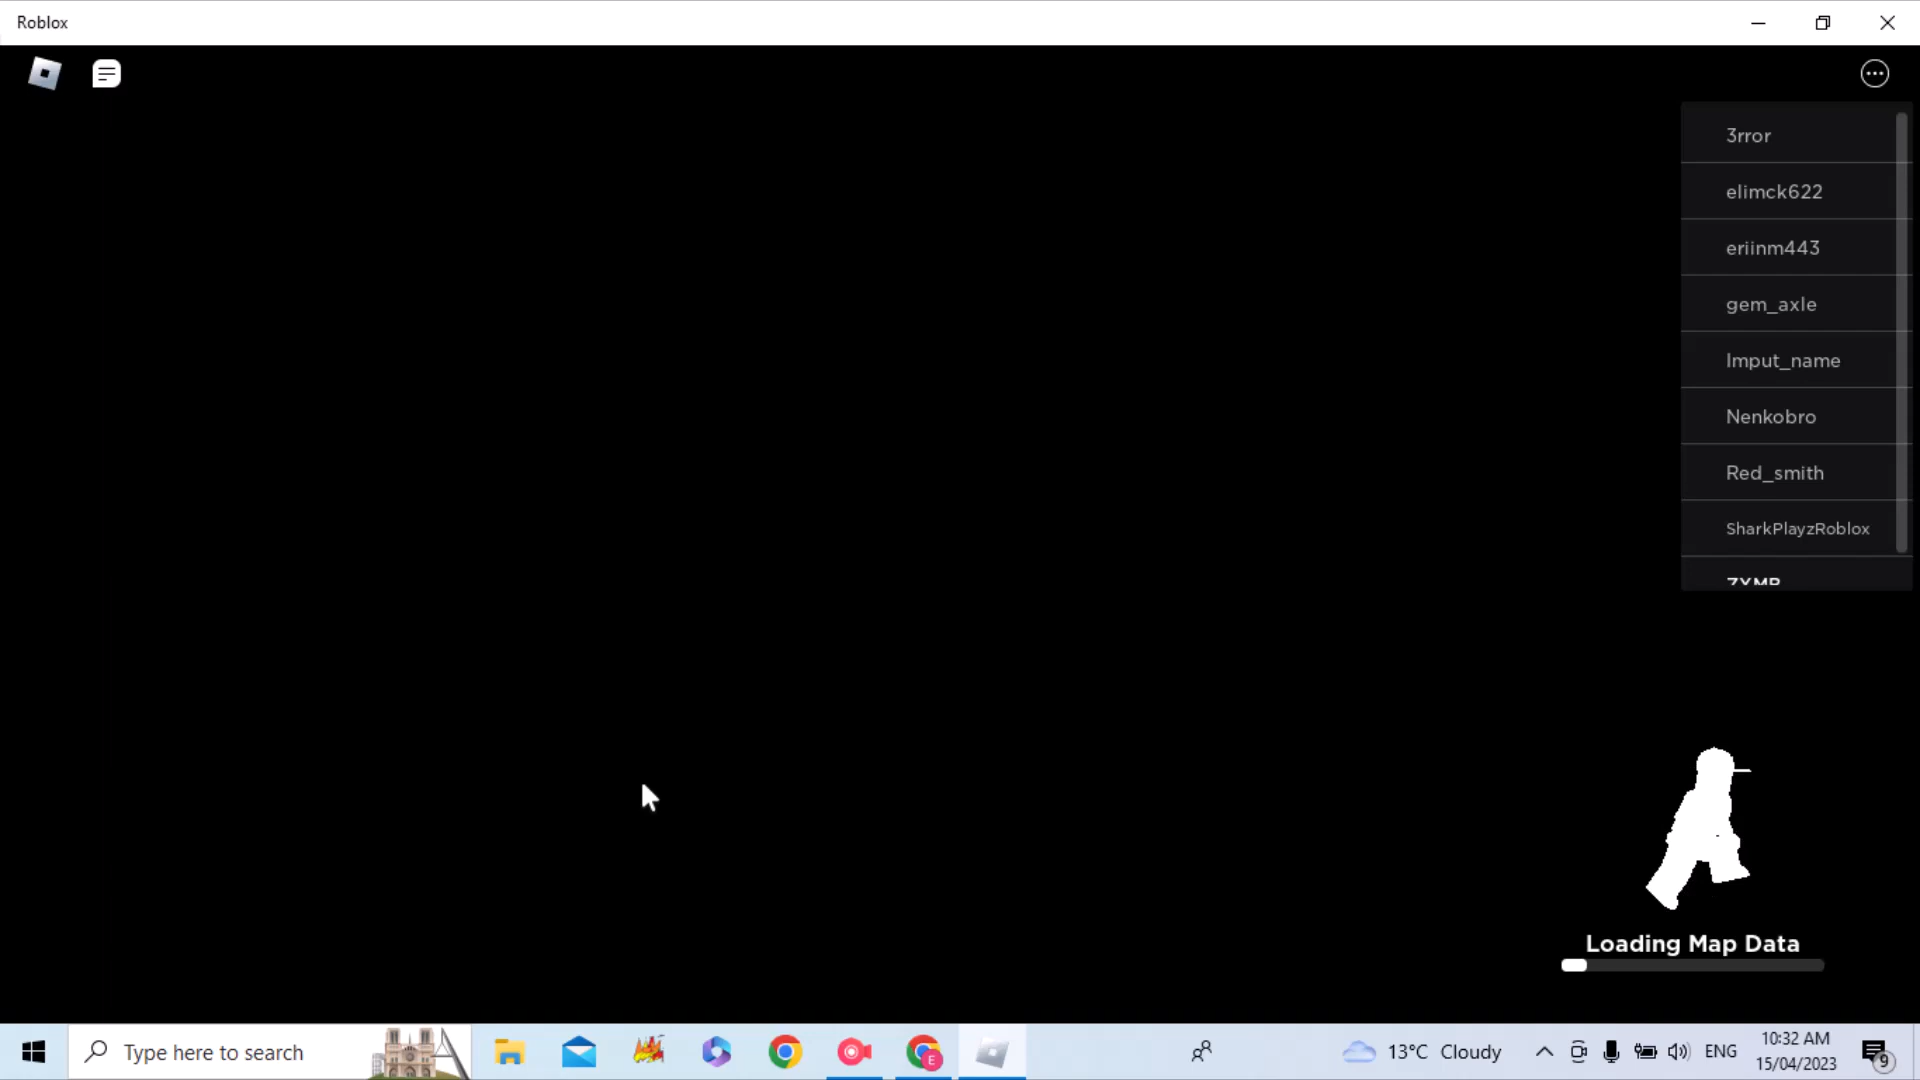 Roblox
3rror
elimck622
eriinm443
gem_axle
Imput_name
Nenkobro
Red_smith
SharkPlayzRoblox
Loading Map Data
Type here to search
E
13°C Cloudy
ENG
10:32 AM
15/04/2023
9